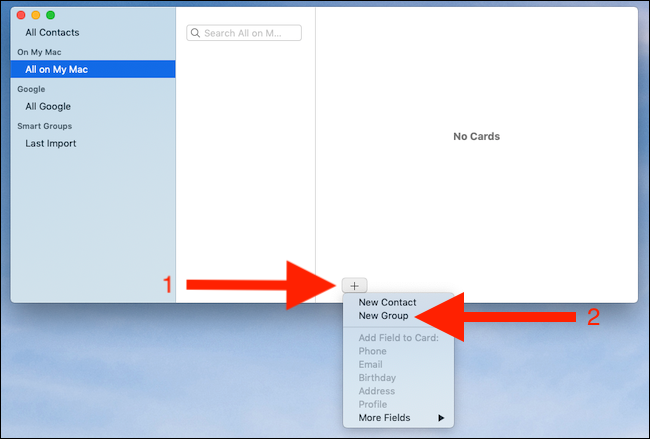 All Contacts
On My Mac
All on My Mac
Google
All Google
Smart Groups
Last Import
Search All on M...
No Cards
1
+
New Contact
New Group
2
Add Field to Card:
Phone
Email
Birthday
Address
Profile
More Fields